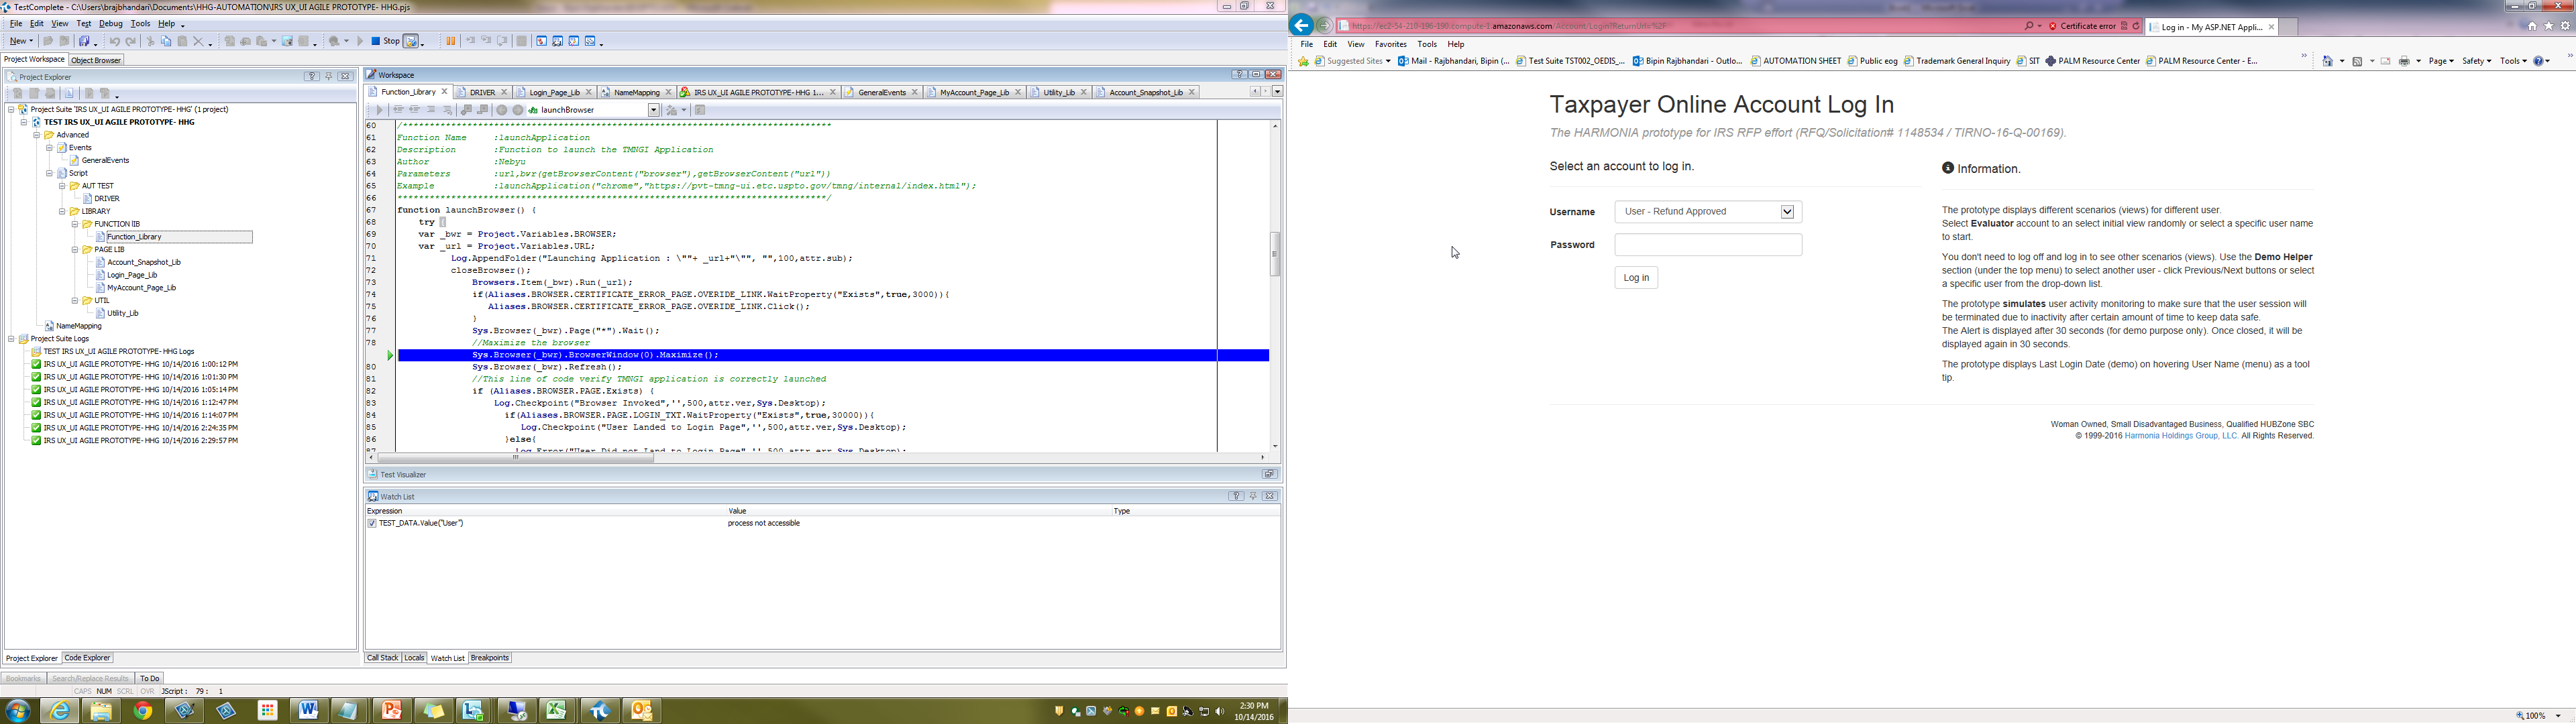 TestComplete - C:\Users\brajbhandari\Documents\HHG-AUTOMATION\IRS UX_UI AGILE PROTOTYPE- HHG.pjs
File Edit View Test Debug Tools Help
New Stop
Project Workspace Object Browser
Project Explorer
Project Suite 'IRS UX_UI AGILE PROTOTYPE- HHG' (1 project)
TEST IRS UX_UI AGILE PROTOTYPE- HHG
Advanced
Events
GeneralEvents
Script
AUT TEST
DRIVER
LIBRARY
FUNCTION lIB
Function_Library
PAGE LIB
Account_Snapshot_Lib
Login_Page_Lib
MyAccount_Page_Lib
UTIL
Utility_Lib
NameMapping
Project Suite Logs
TEST IRS UX_UI AGILE PROTOTYPE- HHG Logs
IRS UX_UI AGILE PROTOTYPE- HHG 10/14/2016 1:00:12 PM
IRS UX_UI AGILE PROTOTYPE- HHG 10/14/2016 1:01:30 PM
IRS UX_UI AGILE PROTOTYPE- HHG 10/14/2016 1:05:14 PM
IRS UX_UI AGILE PROTOTYPE- HHG 10/14/2016 1:12:47 PM
IRS UX_UI AGILE PROTOTYPE- HHG 10/14/2016 1:14:07 PM
IRS UX_UI AGILE PROTOTYPE- HHG 10/14/2016 2:24:35 PM
IRS UX_UI AGILE PROTOTYPE- HHG 10/14/2016 2:29:57 PM
Project Explorer Code Explorer
Workspace
Function_Library DRIVER Login_Page_Lib NameMapping IRS UX_UI AGILE PROTOTYPE- HHG 1... GeneralEvents MyAccount_Page_Lib Utility_Lib Account_Snapshot_Lib
launchBrowser
60 /******************************************************************************
61 Function Name :launchApplication
62 Description :Function to launch the TMNGI Application
63 Author :Nebyu
64 Parameters :url,bwr(getBrowserContent("browser"),getBrowserContent("url"))
65 Example :launchApplication("chrome","https://pvt-tmng-ui.etc.uspto.gov/tmng/internal/index.html");
66 ******************************************************************************/
67 function launchBrowser() {
68 try {
69 var _bwr = Project.Variables.BROWSER;
70 var _url = Project.Variables.URL;
71 Log.AppendFolder("Launching Application : \""+ _url+"\"", "",100,attr.sub);
72 closeBrowser();
73 Browsers.Item(_bwr).Run(_url);
74 if(Aliases.BROWSER.CERTIFICATE_ERROR_PAGE.OVERIDE_LINK.WaitProperty("Exists",true,3000)){
75 Aliases.BROWSER.CERTIFICATE_ERROR_PAGE.OVERIDE_LINK.Click();
76 }
77 Sys.Browser(_bwr).Page("*").Wait();
78 //Maximize the browser
Sys.Browser(_bwr).BrowserWindow(0).Maximize();
80 Sys.Browser(_bwr).Refresh();
81 //This line of code verify TMNGI application is correctly launched
82 if (Aliases.BROWSER.PAGE.Exists) {
83 Log.Checkpoint("Browser Invoked",'',500,attr.ver,Sys.Desktop);
84 if(Aliases.BROWSER.PAGE.LOGIN_TXT.WaitProperty("Exists",true,30000)){
85 Log.Checkpoint("User Landed to Login Page",'',500,attr.ver,Sys.Desktop);
86 }else{
87 Log.Error("User Did not Land to Login Page",'',500,attr.err,Sys.Desktop);
Test Visualizer
Watch List
Expression Value Type
TEST_DATA.Value("User") process not accessible
Call Stack Locals Watch List Breakpoints
Bookmarks Search/Replace Results To Do
CAPS NUM SCRL OVR JScript : 79 : 1
2:30 PM
10/14/2016
https://ec2-54-210-196-190.compute-1.amazonaws.com/Account/Login?ReturnUrl=%2F Certificate error Log in - My ASP.NET Appli...
File Edit View Favorites Tools Help
Suggested Sites Mail - Rajbhandari, Bipin (... Test Suite TST002_OEDIS_... Bipin Rajbhandari - Outlo... AUTOMATION SHEET Public eog Trademark General Inquiry SIT PALM Resource Center PALM Resource Center - E... Page Safety Tools
Taxpayer Online Account Log In
The HARMONIA prototype for IRS RFP effort (RFQ/Solicitation# 1148534 / TIRNO-16-Q-00169).
Select an account to log in.
Username User - Refund Approved
Password
Log in
Information.
The prototype displays different scenarios (views) for different user.
Select Evaluator account to an select initial view randomly or select a specific user name
to start.
You don't need to log off and log in to see other scenarios (views). Use the Demo Helper
section (under the top menu) to select another user - click Previous/Next buttons or select
a specific user from the drop-down list.
The prototype simulates user activity monitoring to make sure that the user session will
be terminated due to inactivity after certain amount of time to keep data safe.
The Alert is displayed after 30 seconds (for demo purpose only). Once closed, it will be
displayed again in 30 seconds.
The prototype displays Last Login Date (demo) on hovering User Name (menu) as a tool
tip.
Woman Owned, Small Disadvantaged Business, Qualified HUBZone SBC
© 1999-2016 Harmonia Holdings Group, LLC. All Rights Reserved.
100%